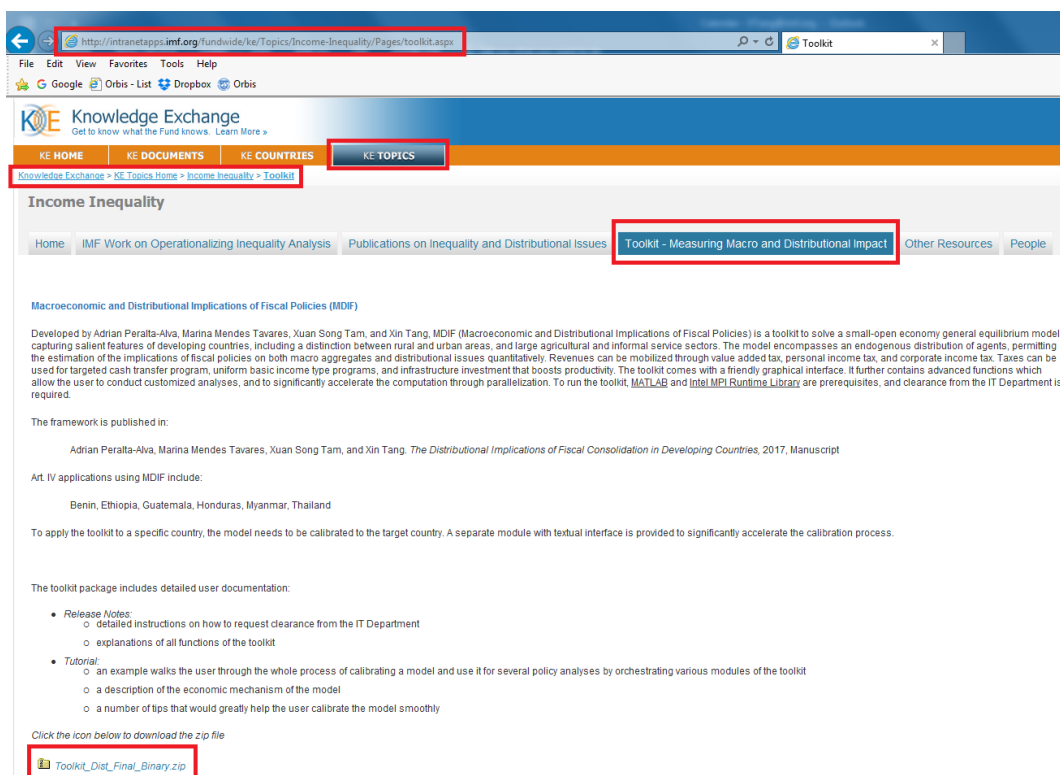 http://intranetapps.imf.org/fundwide/ke/Topics/Income-Inequality/Pages/toolkit.aspx
Toolkit
File Edit View Favorites Tools Help
Google Orbis - List Dropbox Orbis
KE Knowledge Exchange
Get to know what the Fund knows. Learn More »
KE HOME KE DOCUMENTS KE COUNTRIES KE TOPICS
Knowledge Exchange > KE Topics Home > Income Inequality > Toolkit
Income Inequality
Home IMF Work on Operationalizing Inequality Analysis Publications on Inequality and Distributional Issues Toolkit - Measuring Macro and Distributional Impact Other Resources People
Macroeconomic and Distributional Implications of Fiscal Policies (MDIF)
Developed by Adrian Peralta-Alva, Marina Mendes Tavares, Xuan Song Tam, and Xin Tang, MDIF (Macroeconomic and Distributional Implications of Fiscal Policies) is a toolkit to solve a small-open economy general equilibrium model
capturing salient features of developing countries, including a distinction between rural and urban areas, and large agricultural and informal service sectors. The model encompasses an endogenous distribution of agents, permitting
the estimation of the implications of fiscal policies on both macro aggregates and distributional issues quantitatively. Revenues can be mobilized through value added tax, personal income tax, and corporate income tax. Taxes can be
used for targeted cash transfer program, uniform basic income type programs, and infrastructure investment that boosts productivity. The toolkit comes with a friendly graphical interface. It further contains advanced functions which
allow the user to conduct customized analyses, and to significantly accelerate the computation through parallelization. To run the toolkit, MATLAB and Intel MPI Runtime Library are prerequisites, and clearance from the IT Department is
required.
The framework is published in:
Adrian Peralta-Alva, Marina Mendes Tavares, Xuan Song Tam, and Xin Tang. The Distributional Implications of Fiscal Consolidation in Developing Countries, 2017, Manuscript
Art. IV applications using MDIF include:
Benin, Ethiopia, Guatemala, Honduras, Myanmar, Thailand
To apply the toolkit to a specific country, the model needs to be calibrated to the target country. A separate module with textual interface is provided to significantly accelerate the calibration process.
The toolkit package includes detailed user documentation:
• Release Notes:
o detailed instructions on how to request clearance from the IT Department
o explanations of all functions of the toolkit
• Tutorial:
o an example walks the user through the whole process of calibrating a model and use it for several policy analyses by orchestrating various modules of the toolkit
o a description of the economic mechanism of the model
o a number of tips that would greatly help the user calibrate the model smoothly
Click the icon below to download the zip file
Toolkit_Dist_Final_Binary.zip